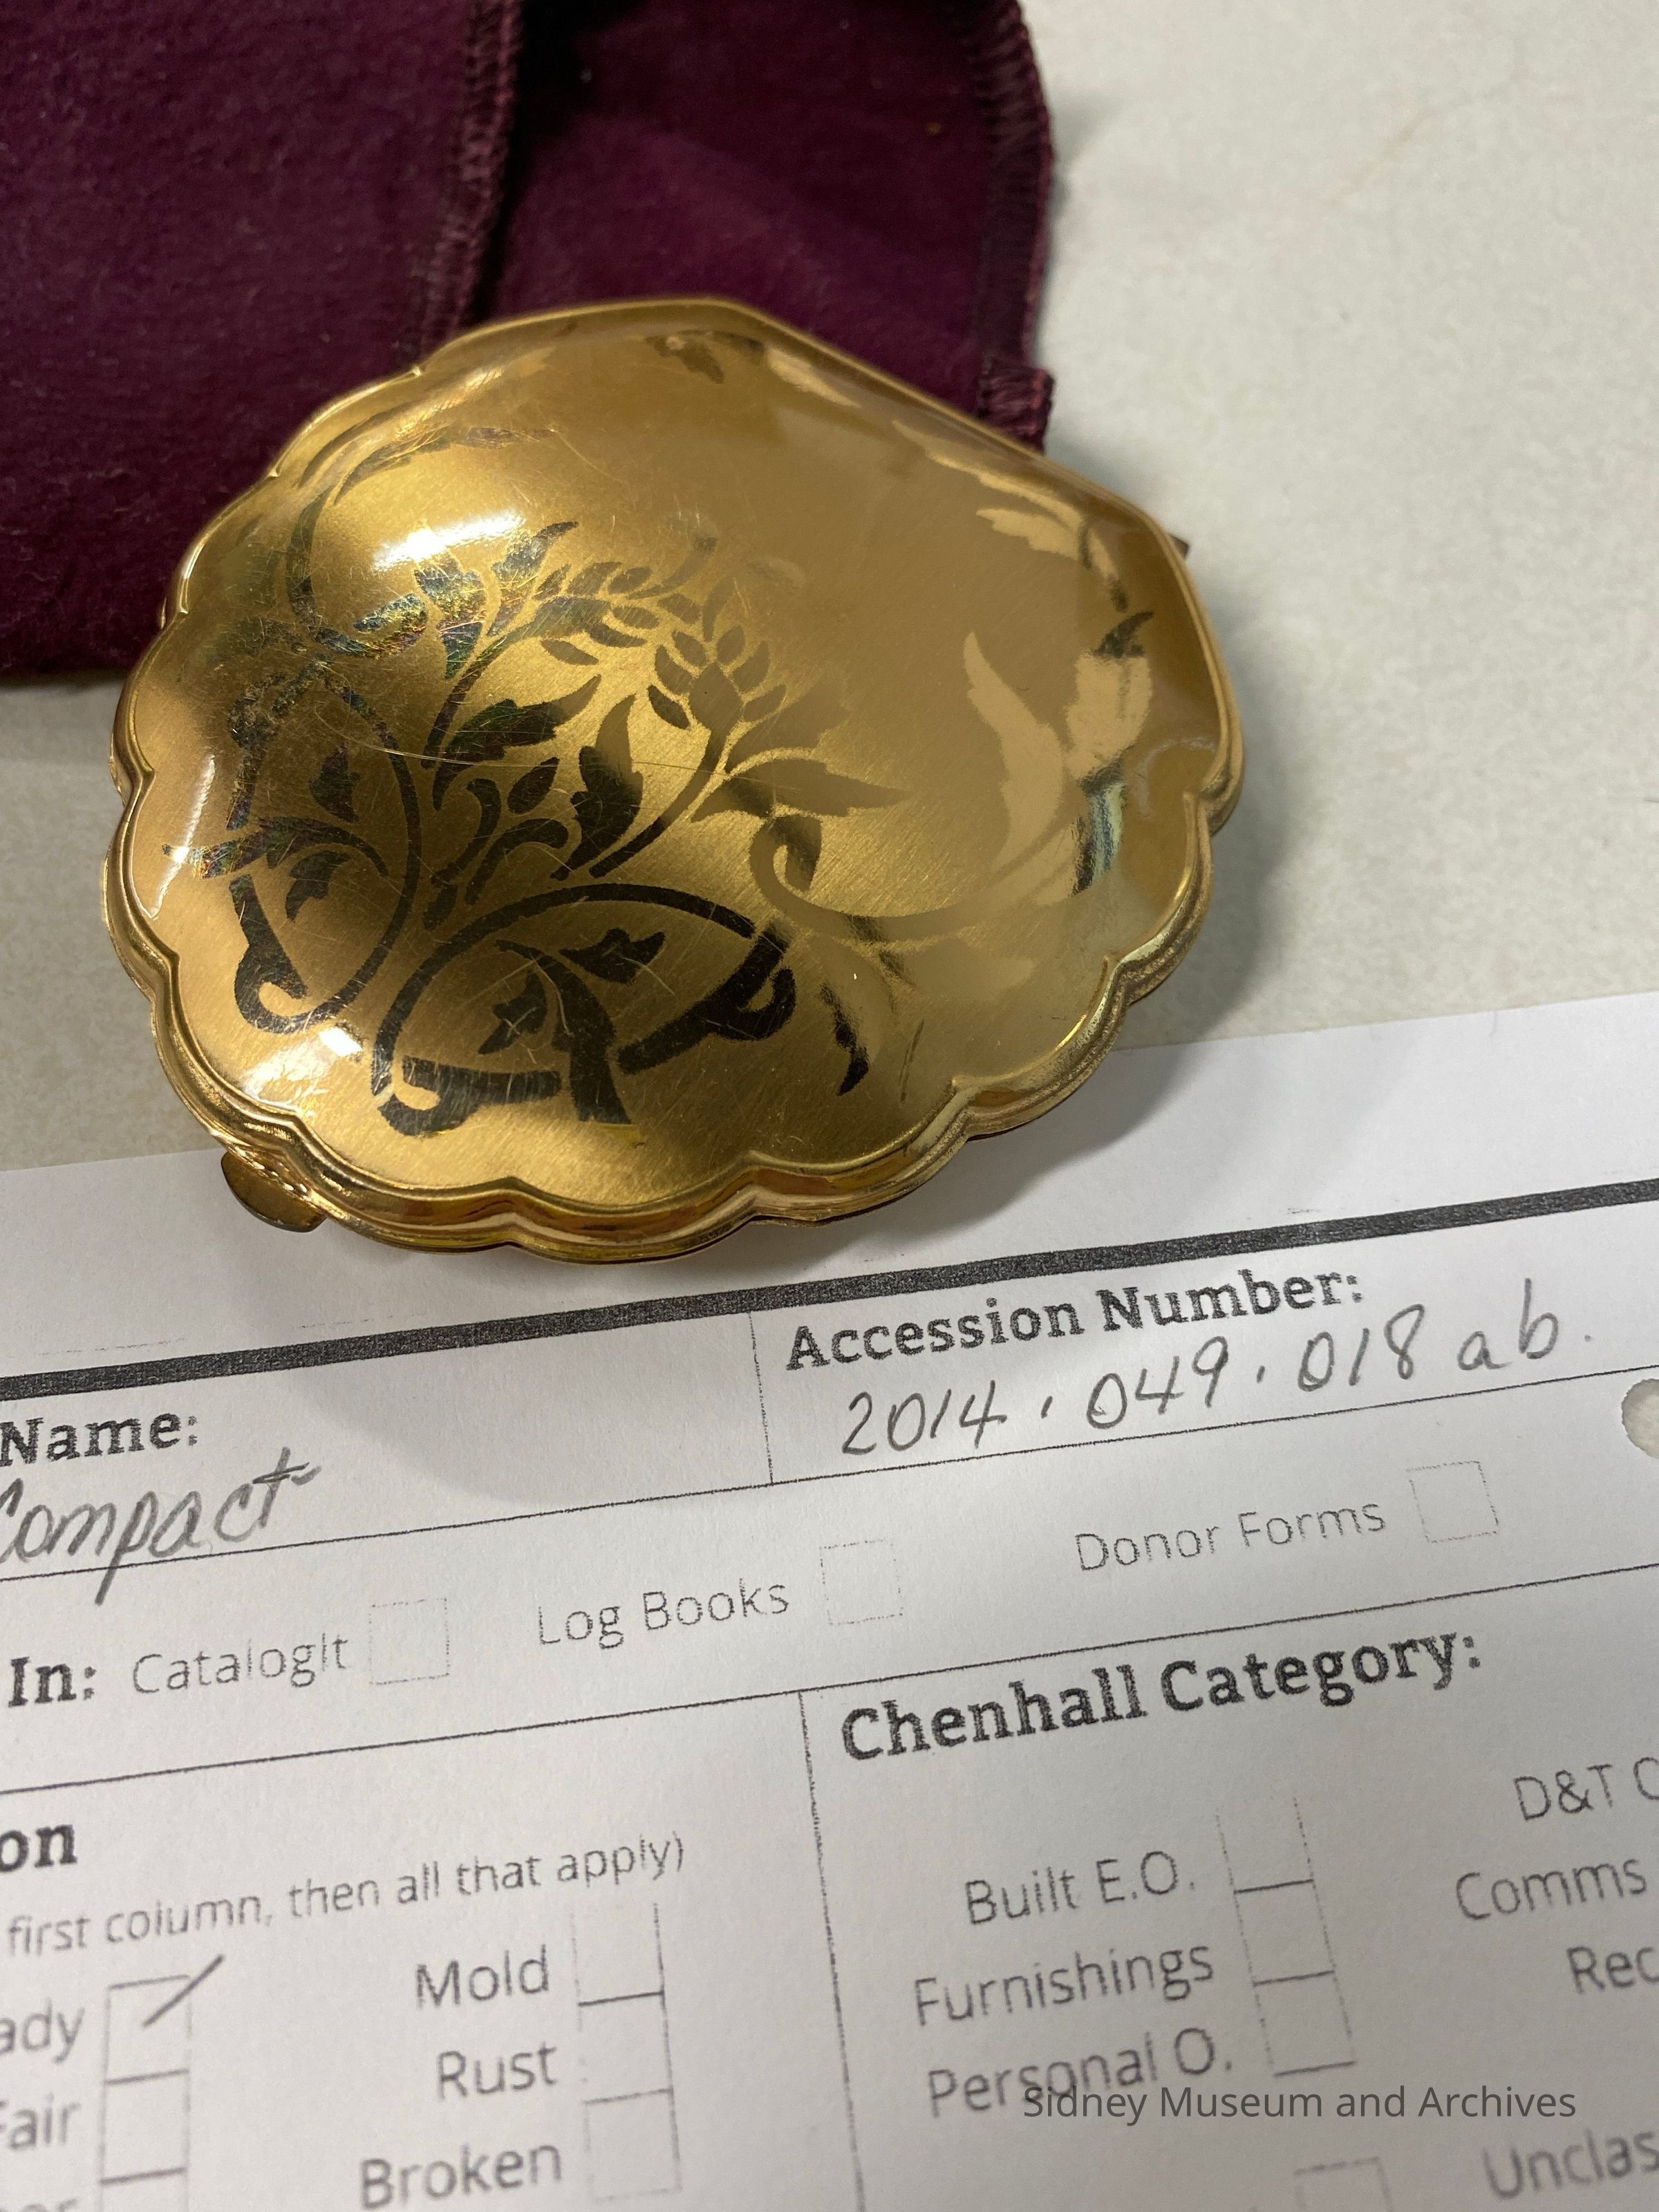 Name:
Compact
Accession Number:
2014.049.018 ab.
In: CatalogIt
Log Books
Donor Forms
on
first column, then all that apply)
ady
Fair
Mold
Rust
Broken
Chenhall Category:
Built E.O.
Furnishings
Personal O.
D&T
Comms
Rec
Unclas
Sidney Museum and Archives